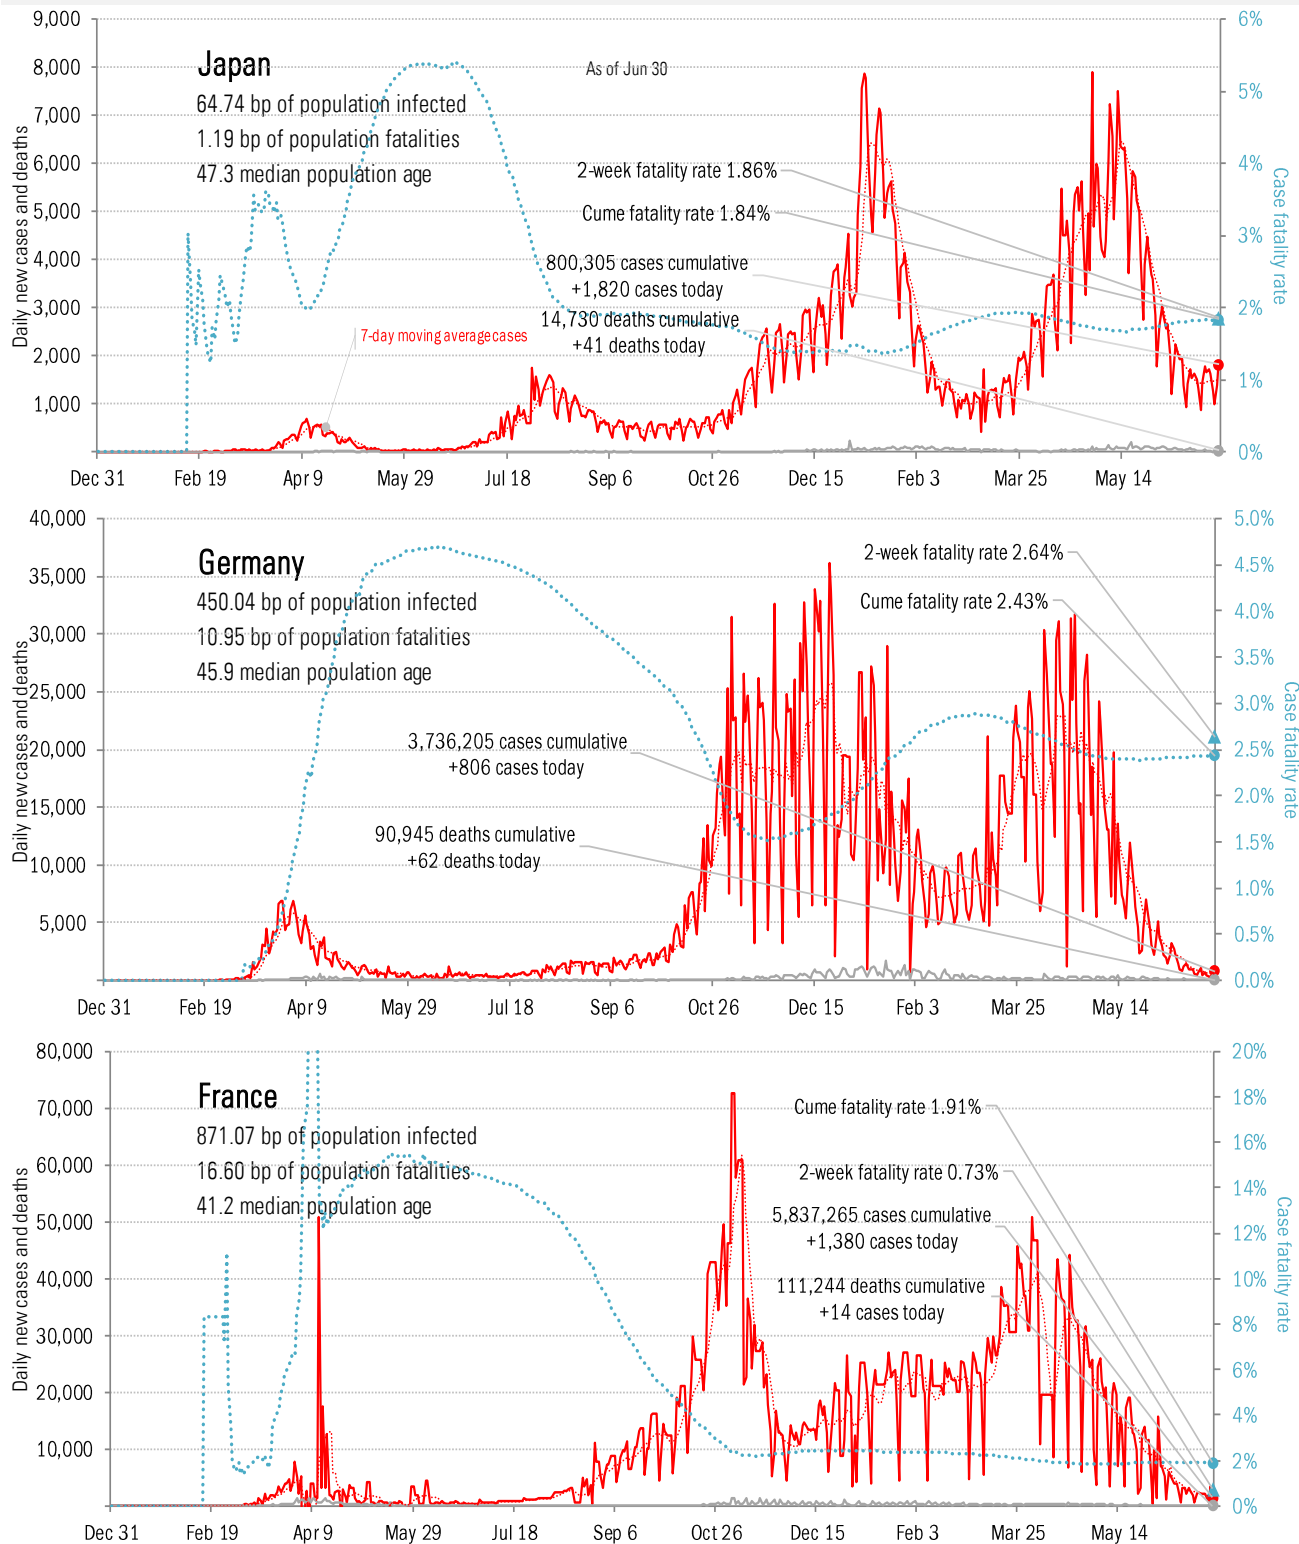 9,000
8,000
7,000
6,000
5,000
4,000
3,000
2,000
1,000
6%
5%
4%
3%
2%
1%
0%
Daily new cases and deaths
Case fatality rate
Japan
64.74 bp of population infected
1.19 bp of population fatalities
47.3 median population age
As of Jun 30
2-week fatality rate 1.86%
Cume fatality rate 1.84%
800,305 cases cumulative
+1,820 cases today
14,730 deaths cumulative
+41 deaths today
7-day moving average cases
Dec 31 Feb 19 Apr 9 May 29 Jul 18 Sep 6 Oct 26 Dec 15 Feb 3 Mar 25 May 14
40,000
35,000
30,000
25,000
20,000
15,000
10,000
5,000
5.0%
4.5%
4.0%
3.5%
3.0%
2.5%
2.0%
1.5%
1.0%
0.5%
0.0%
Daily new cases and deaths
Case fatality rate
Germany
450.04 bp of population infected
10.95 bp of population fatalities
45.9 median population age
2-week fatality rate 2.64%
Cume fatality rate 2.43%
3,736,205 cases cumulative
+806 cases today
90,945 deaths cumulative
+62 deaths today
Dec 31 Feb 19 Apr 9 May 29 Jul 18 Sep 6 Oct 26 Dec 15 Feb 3 Mar 25 May 14
80,000
70,000
60,000
50,000
40,000
30,000
20,000
10,000
20%
18%
16%
14%
12%
10%
8%
6%
4%
2%
0%
Daily new cases and deaths
Case fatality rate
France
871.07 bp of population infected
16.60 bp of population fatalities
41.2 median population age
Cume fatality rate 1.91%
2-week fatality rate 0.73%
5,837,265 cases cumulative
+1,380 cases today
111,244 deaths cumulative
+14 cases today
Dec 31 Feb 19 Apr 9 May 29 Jul 18 Sep 6 Oct 26 Dec 15 Feb 3 Mar 25 May 14